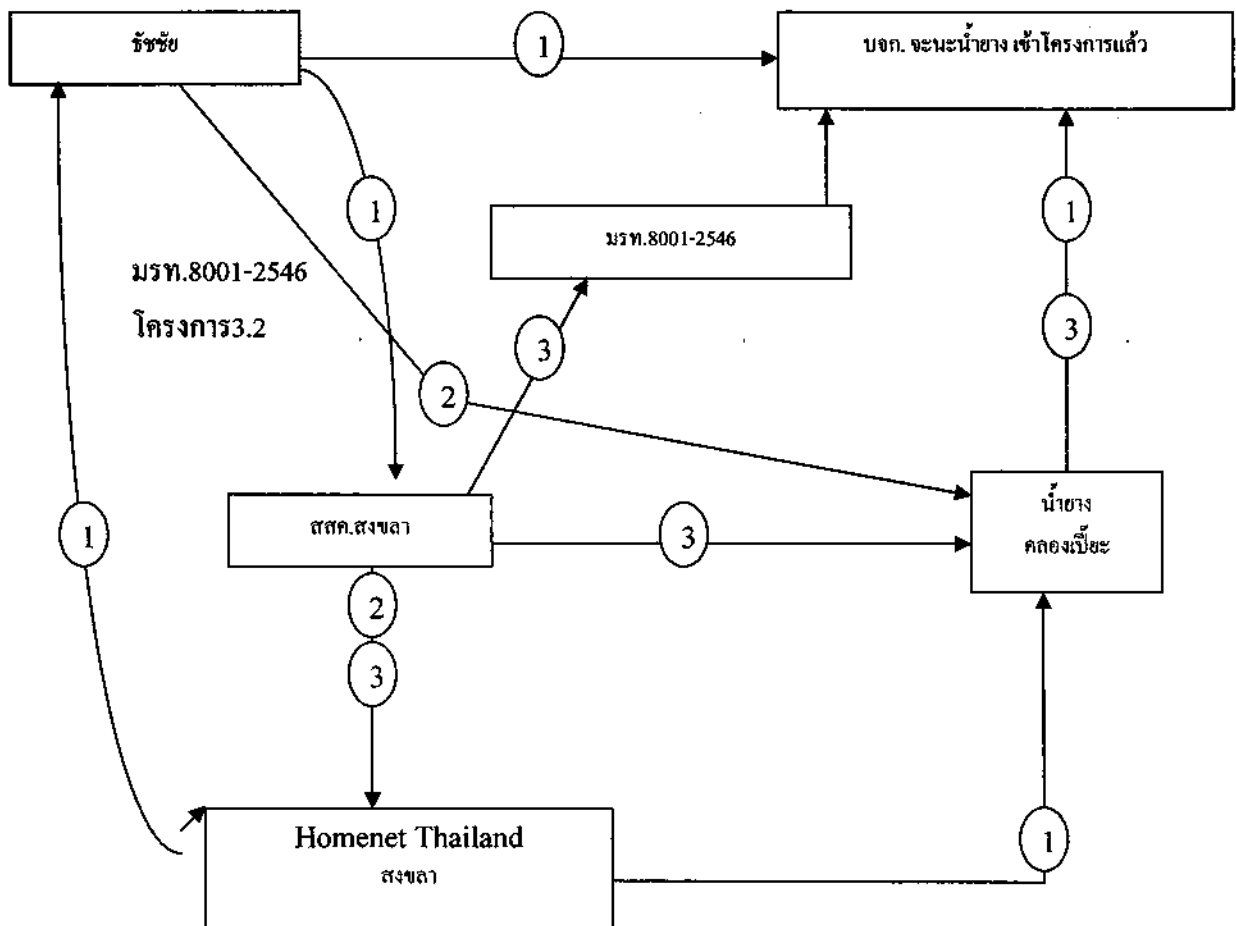 ธัชชัย
1
บจก. จะนะน้ำยาง เข้าโครงการแล้ว
1
1
มรท.8001-2546
มรท.8001-2546
โครงการ3.2
3
3
2
น้ำยาง
คลองเปี๊ยะ
สสค.สงขลา
3
1
2
3
Homenet Thailand
สงขลา
1